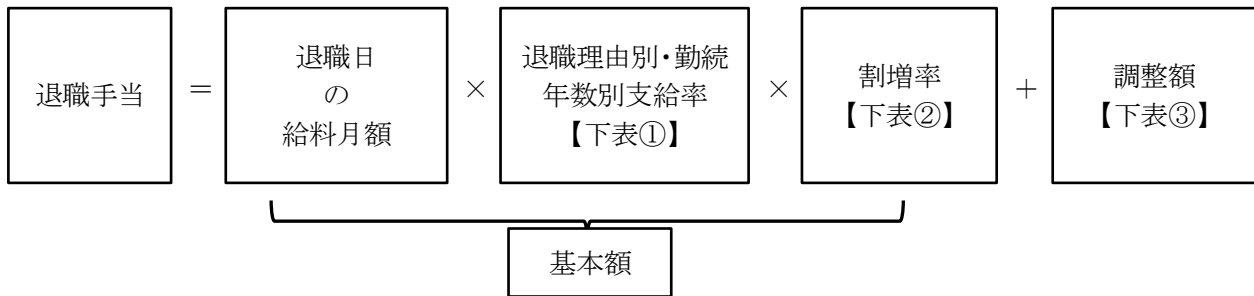 退職手当
=
退職日
の
給料月額
×
退職理由別・勤続
年数別支給率
【下表①】
×
割増率
【下表②】
+
調整額
【下表③】
基本額